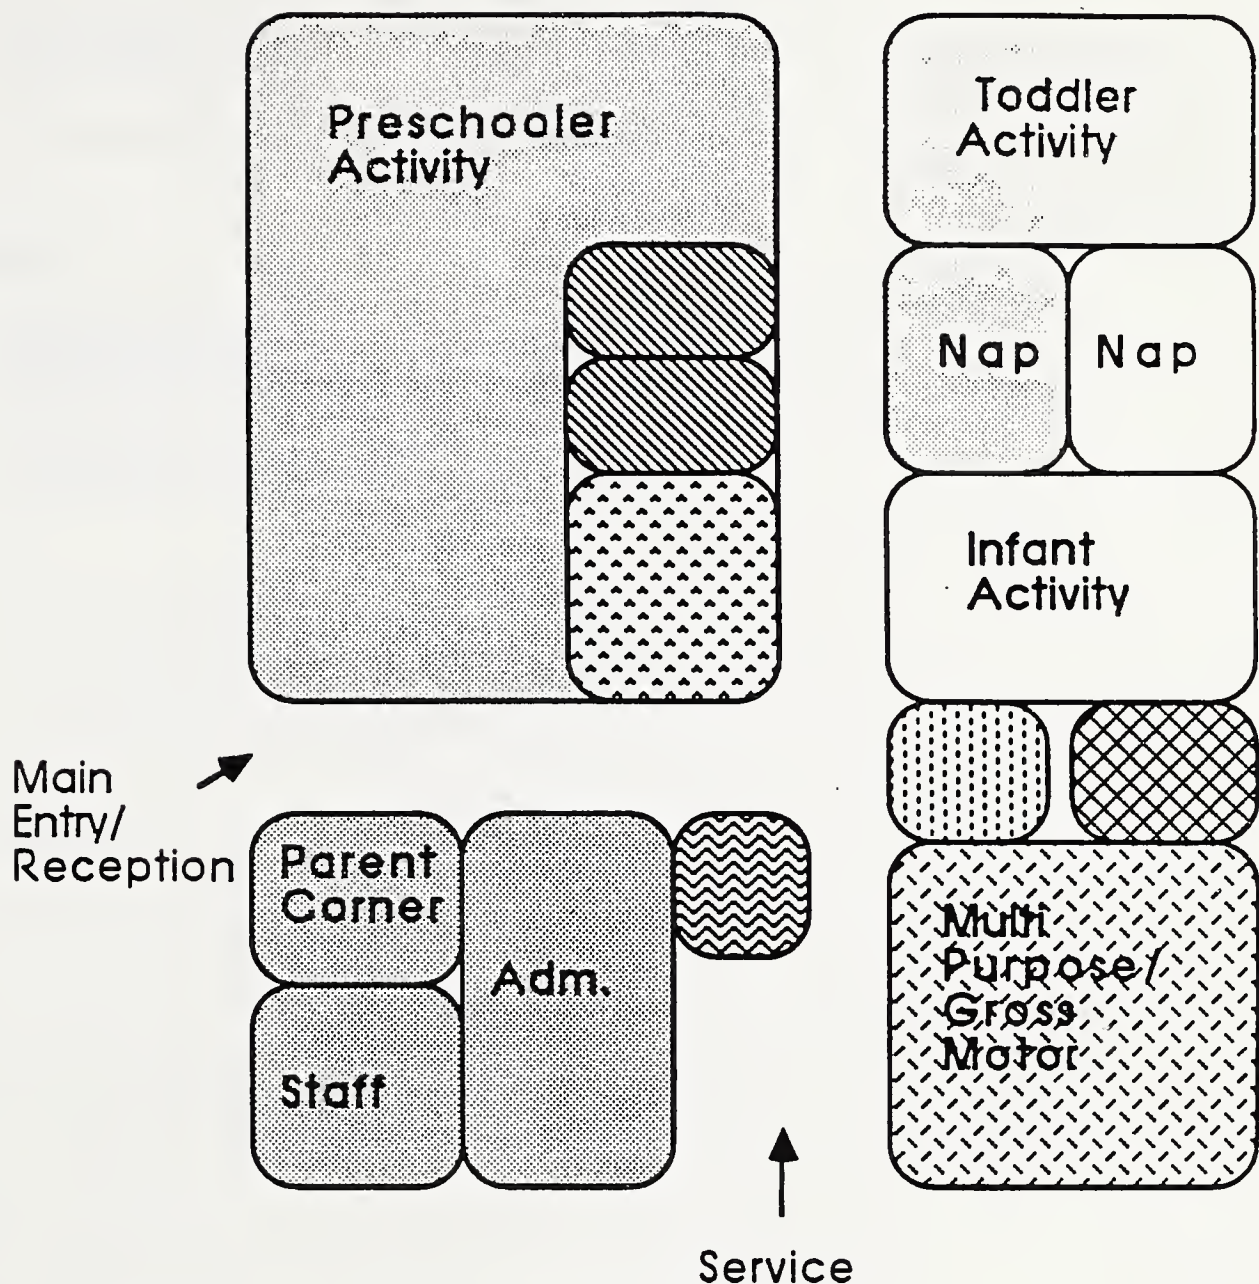 Preschooler
Activity
Toddler
Activity
Nap
Nap
Infant
Activity
Main
Entry/
Reception
Parent
Corner
Adm.
Staff
Multi
Purpose/
Gross
Motor
Service